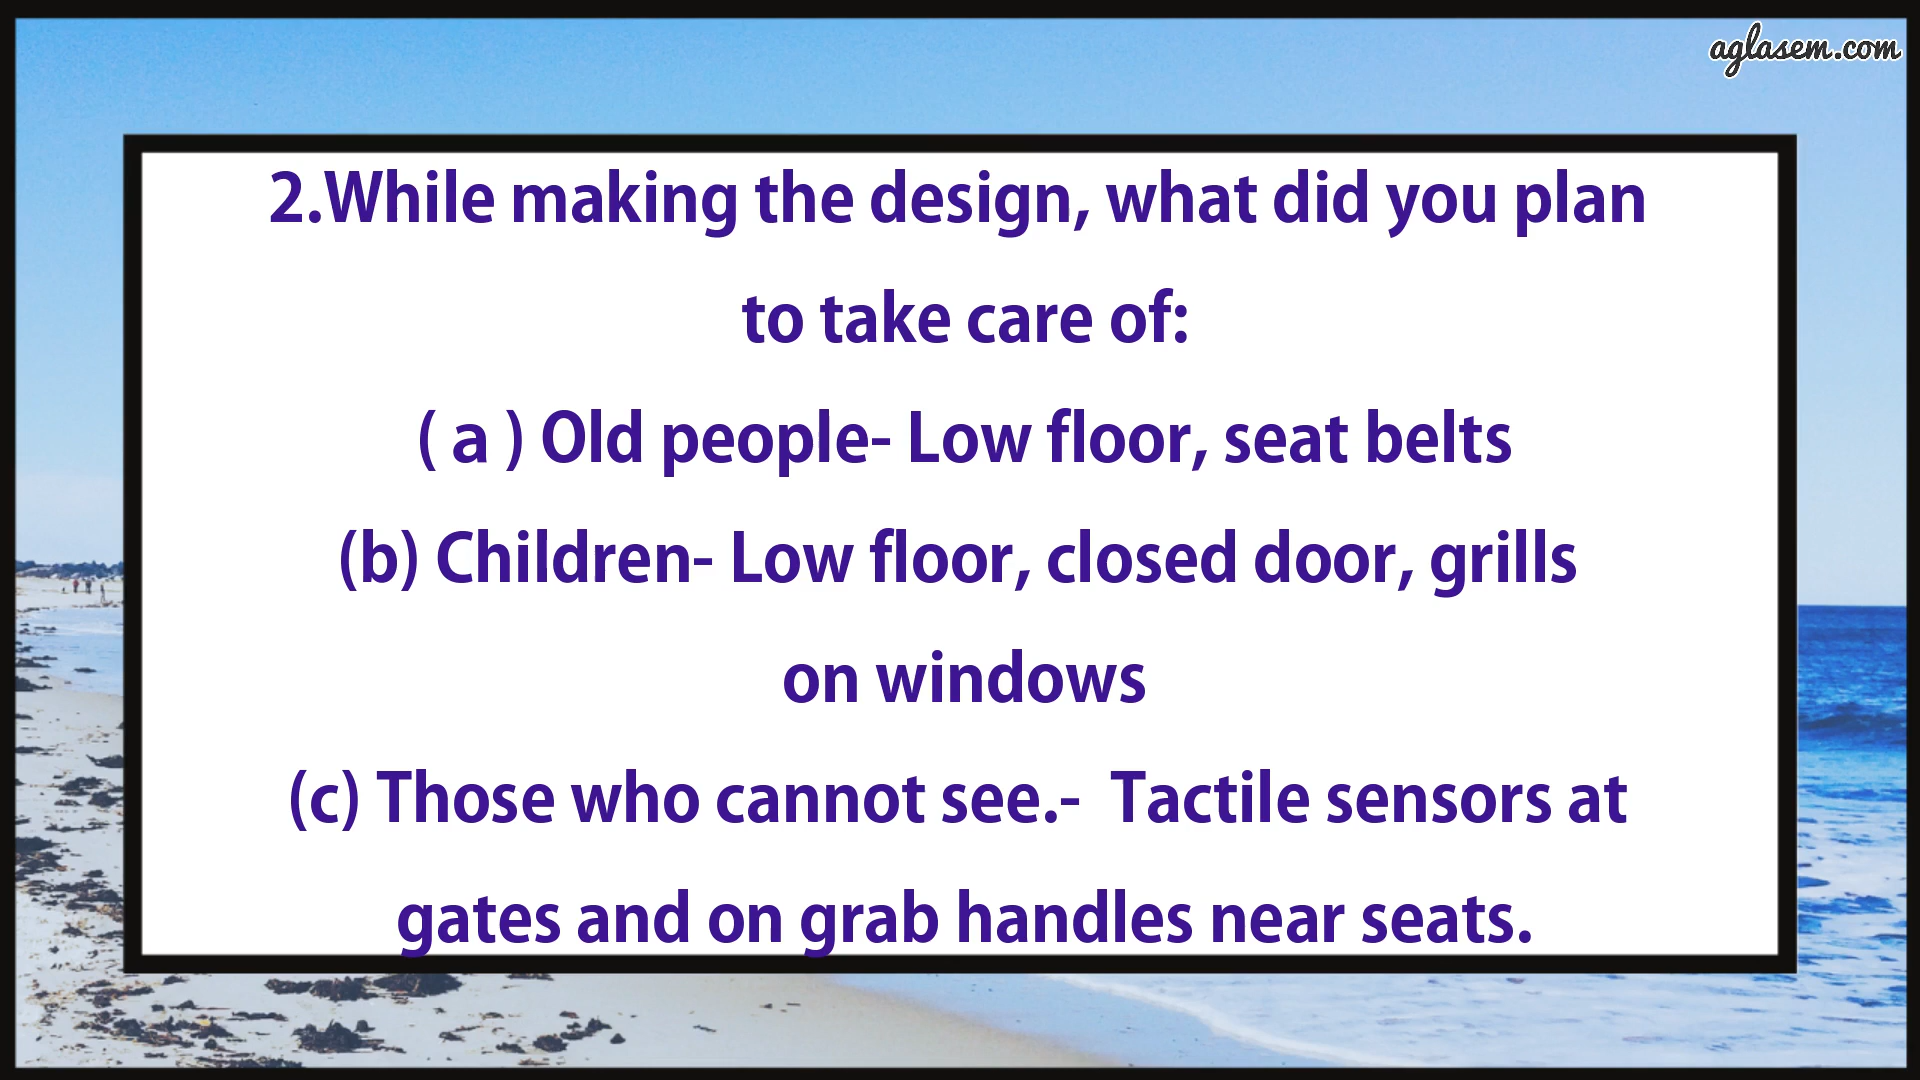 aglasem.com
2.While making the design, what did you plan
to take care of:
( a ) Old people- Low floor, seat belts
(b) Children- Low floor, closed door, grills
on windows
(c) Those who cannot see.-  Tactile sensors at
gates and on grab handles near seats.